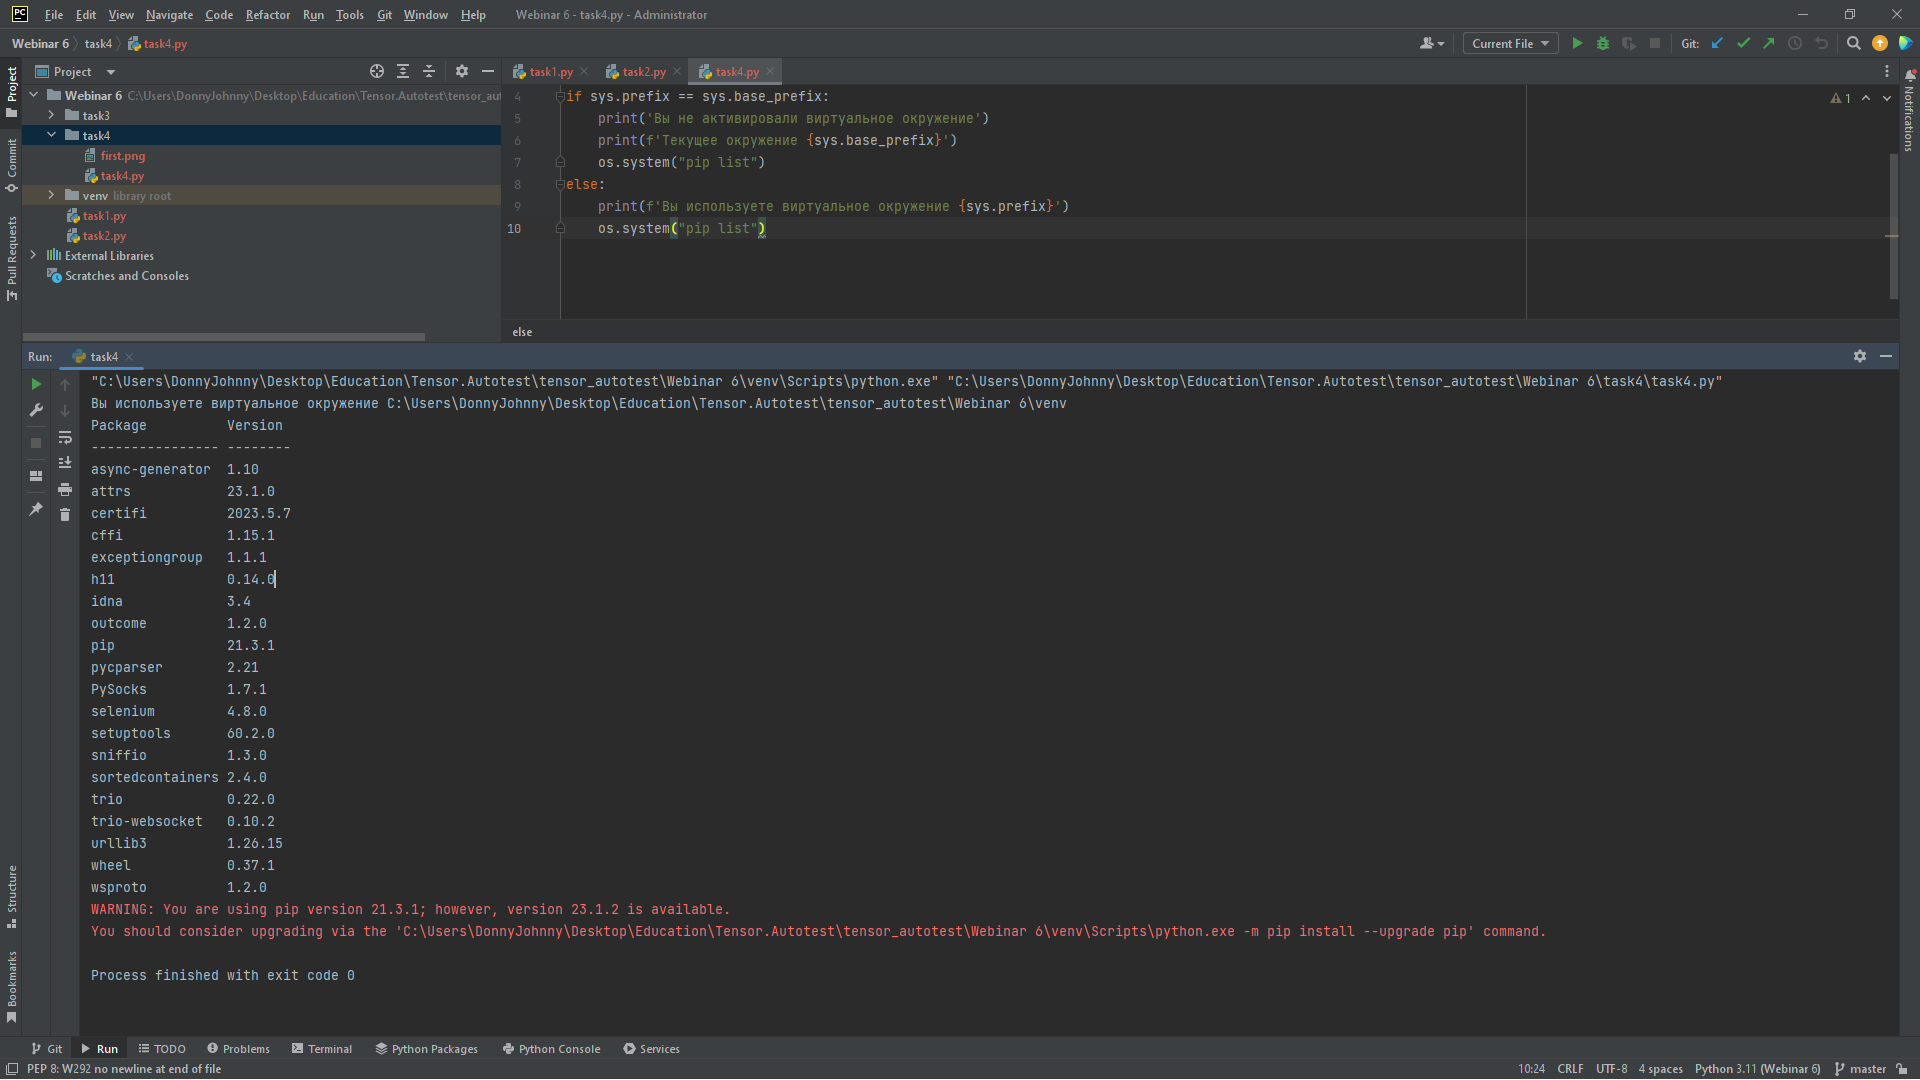 PC File Edit View Navigate Code Refactor Run Tools Git Window Help Webinar 6 - task4.py - Administrator
Webinar 6 task4 task4.py Current File Git:
Project
Commit
Pull Requests
Structure
Bookmarks
Project
Webinar 6 C:\Users\DonnyJohnny\Desktop\Education\Tensor.Autotest\tensor_aut
task3
task4
first.png
task4.py
venv library root
task1.py
task2.py
External Libraries
Scratches and Consoles
task1.py task2.py task4.py
Notifications
1
4 if sys.prefix == sys.base_prefix:
5 print('Вы не активировали виртуальное окружение')
6 print(f'Текущее окружение {sys.base_prefix}')
7 os.system("pip list")
8 else:
9 print(f'Вы используете виртуальное окружение {sys.prefix}')
10 os.system("pip list")
else
Run: task4
"C:\Users\DonnyJohnny\Desktop\Education\Tensor.Autotest\tensor_autotest\Webinar 6\venv\Scripts\python.exe" "C:\Users\DonnyJohnny\Desktop\Education\Tensor.Autotest\tensor_autotest\Webinar 6\task4\task4.py"
Вы используете виртуальное окружение C:\Users\DonnyJohnny\Desktop\Education\Tensor.Autotest\tensor_autotest\Webinar 6\venv
Package Version
---------------- --------
async-generator 1.10
attrs 23.1.0
certifi 2023.5.7
cffi 1.15.1
exceptiongroup 1.1.1
h11 0.14.0
idna 3.4
outcome 1.2.0
pip 21.3.1
pycparser 2.21
PySocks 1.7.1
selenium 4.8.0
setuptools 60.2.0
sniffio 1.3.0
sortedcontainers 2.4.0
trio 0.22.0
trio-websocket 0.10.2
urllib3 1.26.15
wheel 0.37.1
wsproto 1.2.0
WARNING: You are using pip version 21.3.1; however, version 23.1.2 is available.
You should consider upgrading via the 'C:\Users\DonnyJohnny\Desktop\Education\Tensor.Autotest\tensor_autotest\Webinar 6\venv\Scripts\python.exe -m pip install --upgrade pip' command.
Process finished with exit code 0
Git Run TODO Problems Terminal Python Packages Python Console Services
PEP 8: W292 no newline at end of file 10:24 CRLF UTF-8 4 spaces Python 3.11 (Webinar 6) master